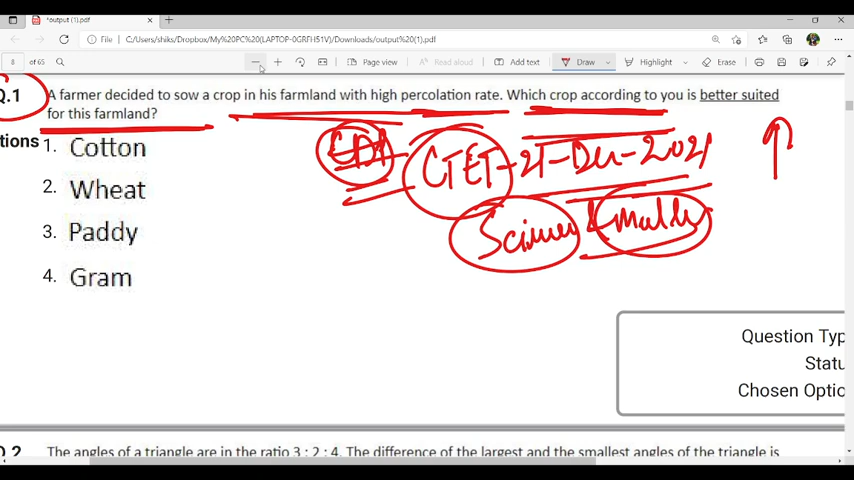 *output (1).pdf
File C:/Users/shiks/Dropbox/My%20PC%20(LAPTOP-0GRFH51V)/Downloads/output%20(1).pdf
8 of 65 Page view Read aloud Add text Draw Highlight Erase
Q.1 A farmer decided to sow a crop in his farmland with high percolation rate. Which crop according to you is better suited
for this farmland?
tions 1. Cotton
2. Wheat
3. Paddy
4. Gram
CTET-21-Dec-2021
Science
Question Typ
Statu
Chosen Optio
Q.2 The angles of a triangle are in the ratio 3 : 2 : 4. The difference of the largest and the smallest angles of the triangle is